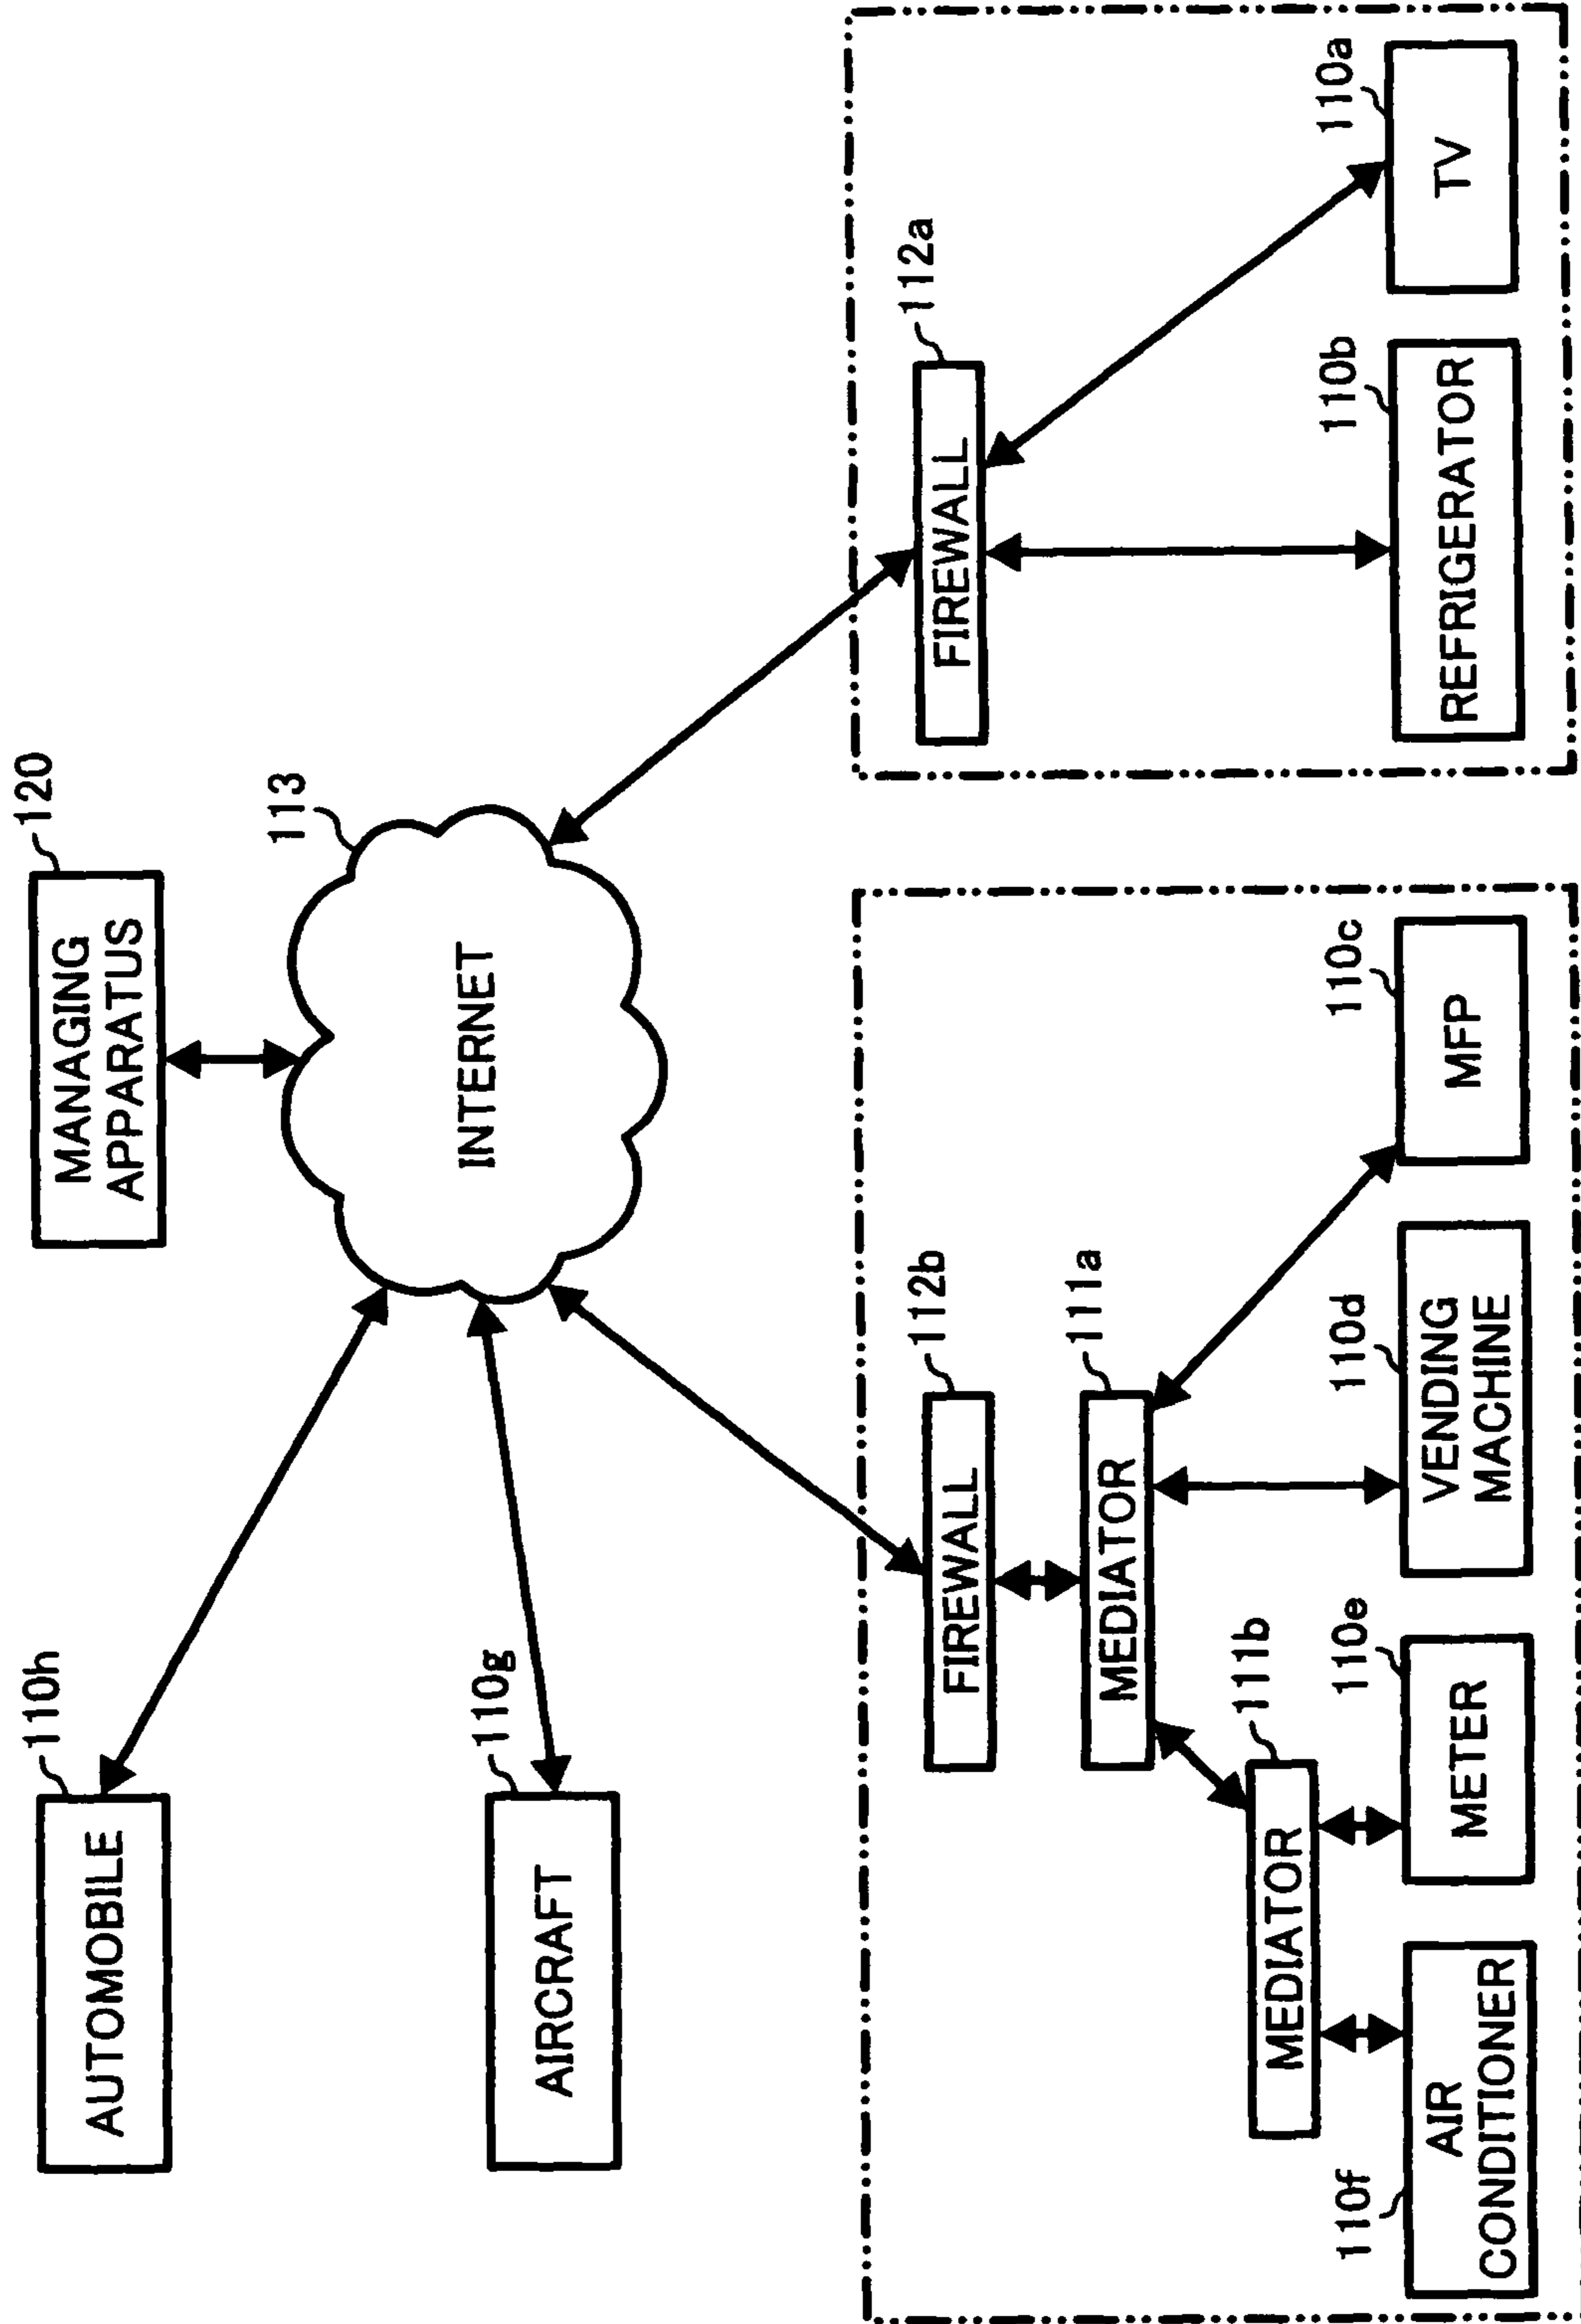 120
MANAGING
APPARATUS
110h
AUTOMOBILE
113
INTERNET
110g
AIRCRAFT
112b
FIREWALL
112a
FIREWALL
111a
MEDIATOR
111b
MEDIATOR
110f
AIR
CONDITIONER
110e
METER
110d
VENDING
MACHINE
110c
MFP
110b
REFRIGERATOR
110a
TV